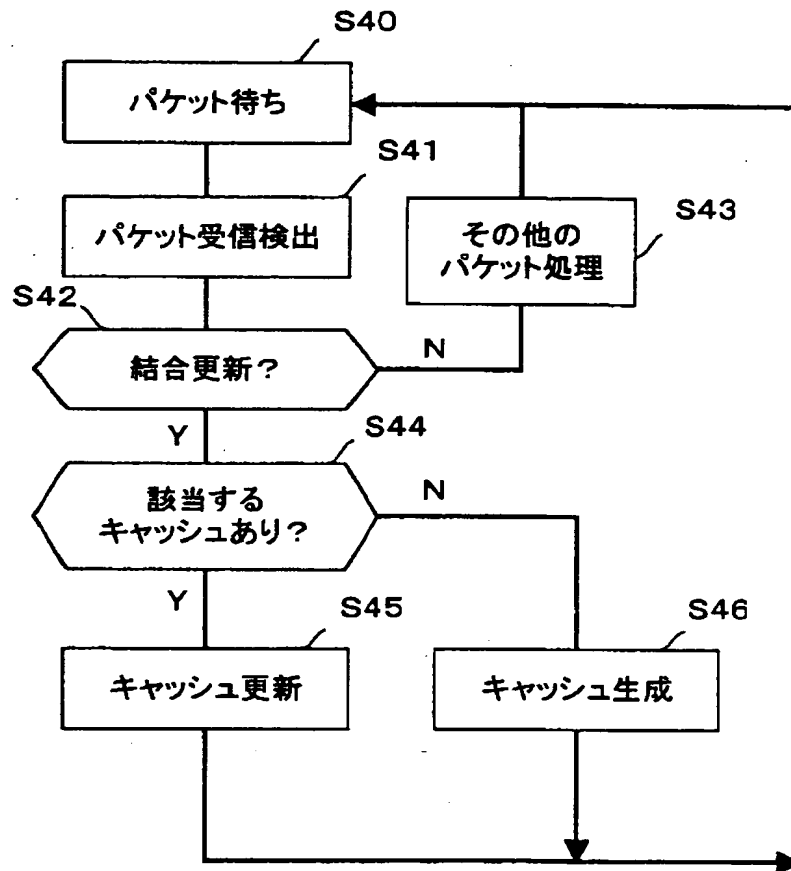 S40
パケット待ち
S41
パケット受信検出
S43
その他の
パケット処理
S42
結合更新?
N
Y
S44
該当する
キャッシュあり?
N
Y
S45
キャッシュ更新
S46
キャッシュ生成